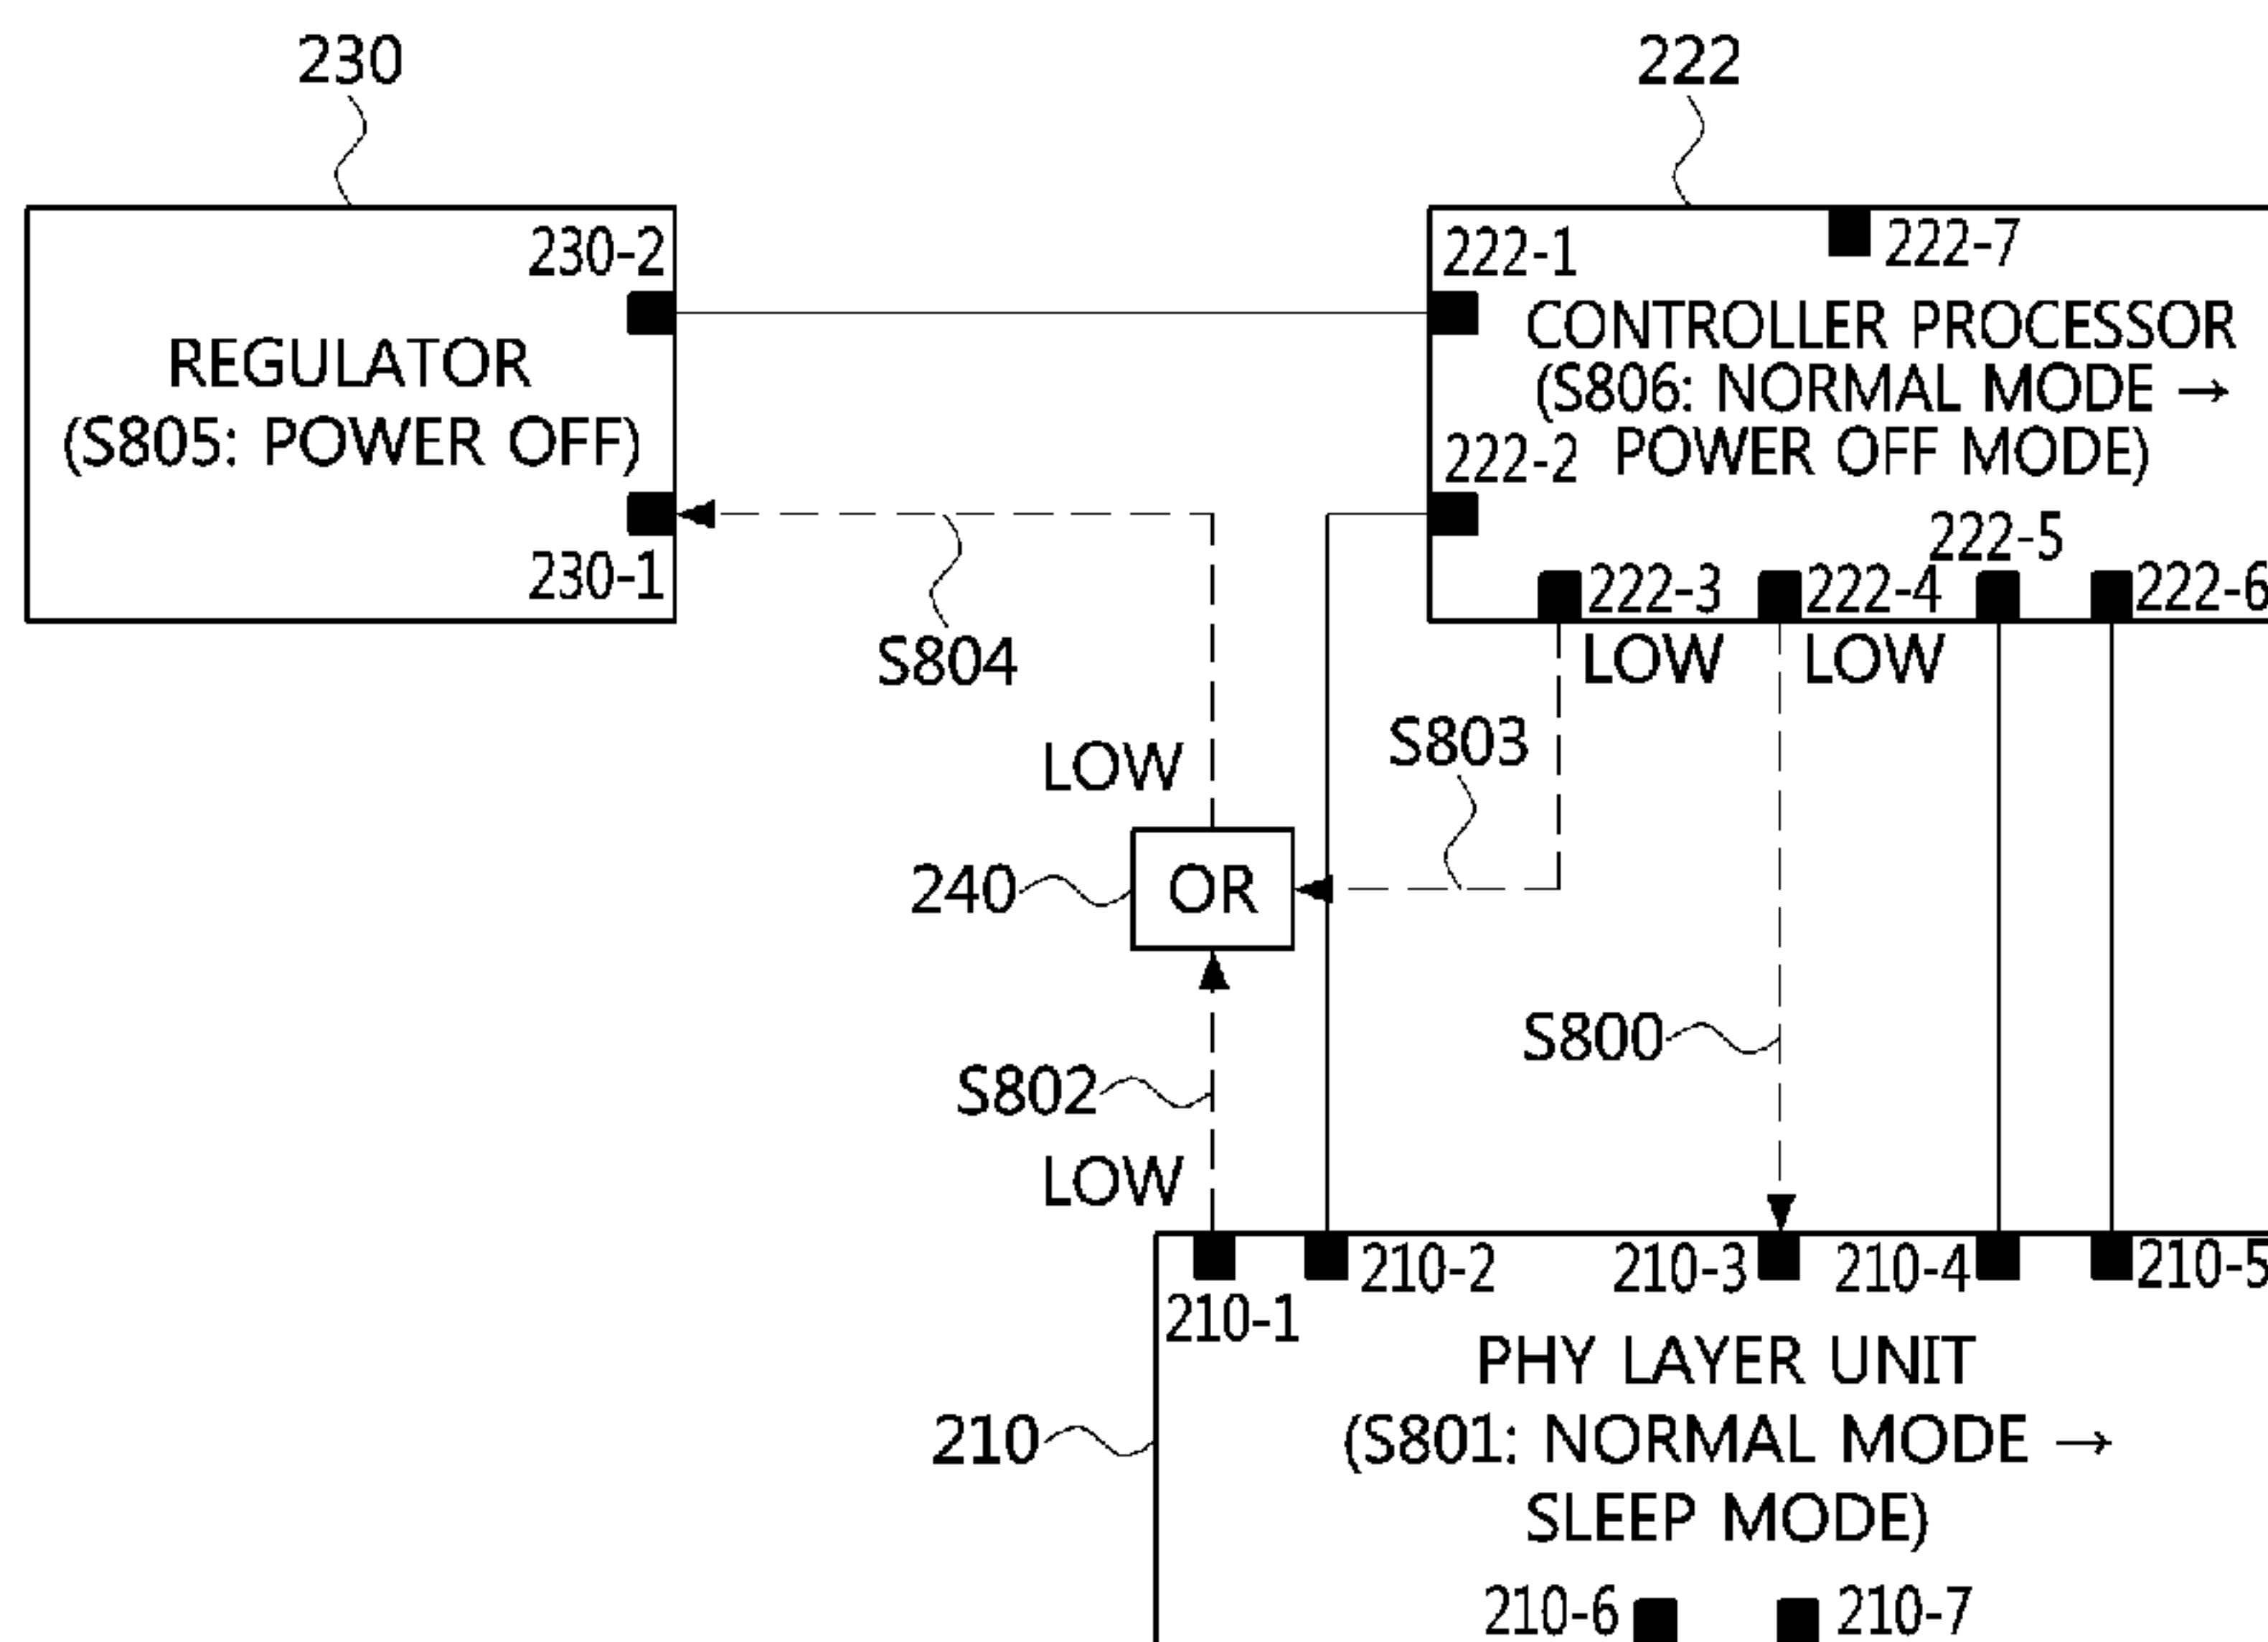 230
222
230-2
222-1
222-7
REGULATOR
(S805: POWER OFF)
CONTROLLER PROCESSOR
(S806: NORMAL MODE →
POWER OFF MODE)
222-2
230-1
222-5
222-3
222-4
222-6
LOW
LOW
S804
S803
LOW
240
OR
S800
S802
LOW
210-1
210-2
210-3
210-4
210-5
PHY LAYER UNIT
(S801: NORMAL MODE →
SLEEP MODE)
210
210-6
210-7